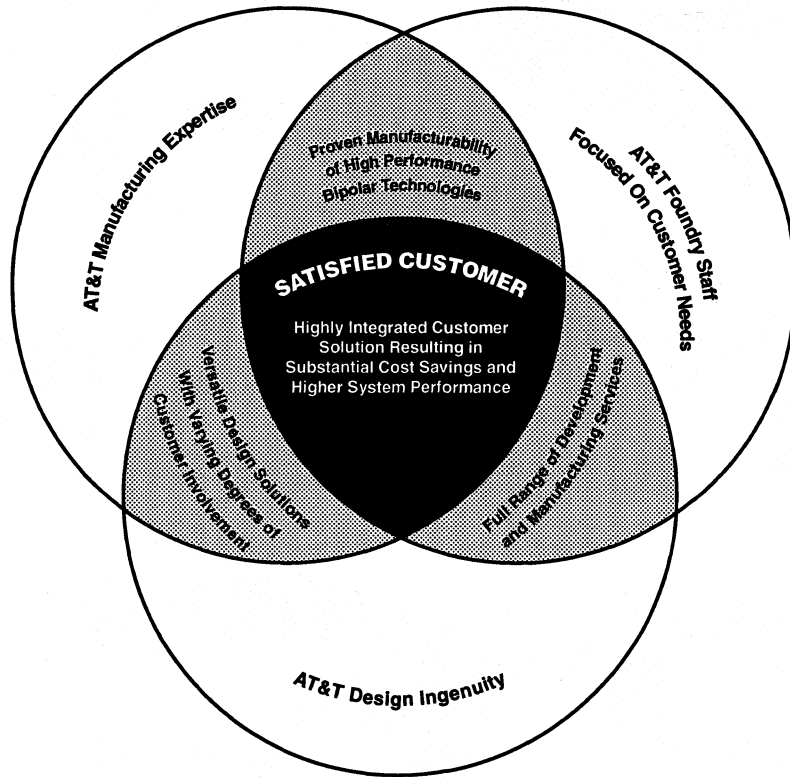 AT&T Manufacturing Expertise
AT&T Foundry Staff
Focused On Customer Needs
Proven Manufacturability
of High Performance
Bipolar Technologies
SATISFIED CUSTOMER
Highly Integrated Customer
Solution Resulting in
Substantial Cost Savings and
Higher System Performance
Versatile Design Solutions
With Varying Degrees of
Customer Involvement
Full Range of Development
and Manufacturing Services
AT&T Design Ingenuity